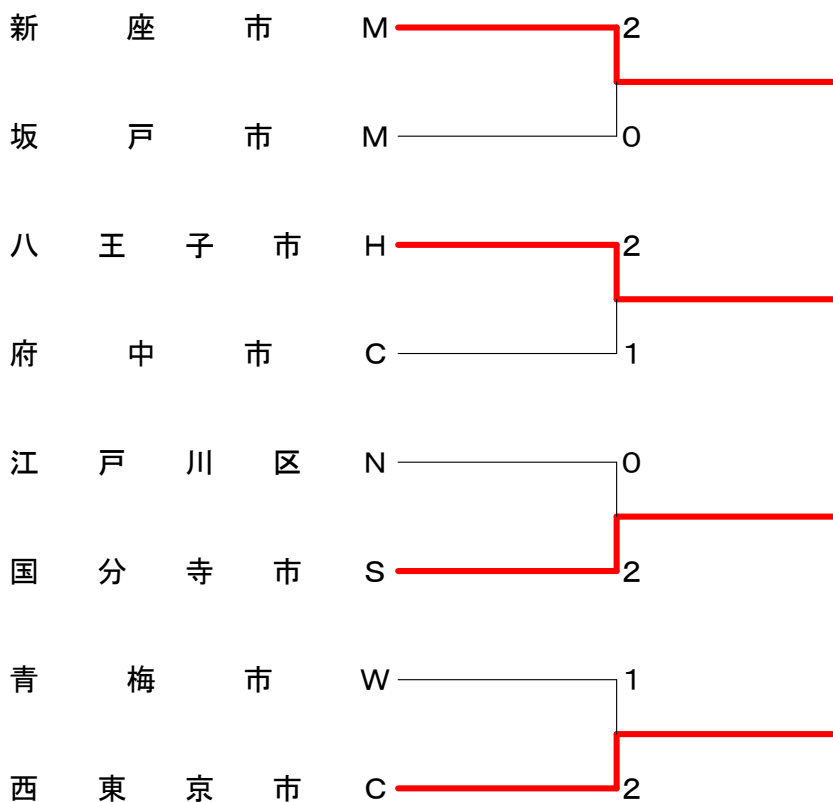 新座市 M 2
坂戸市 M 0
八王子市 H 2
府中市 C 1
江戸川区 N 0
国分寺市 S 2
青梅市 W 1
西東京市 C 2